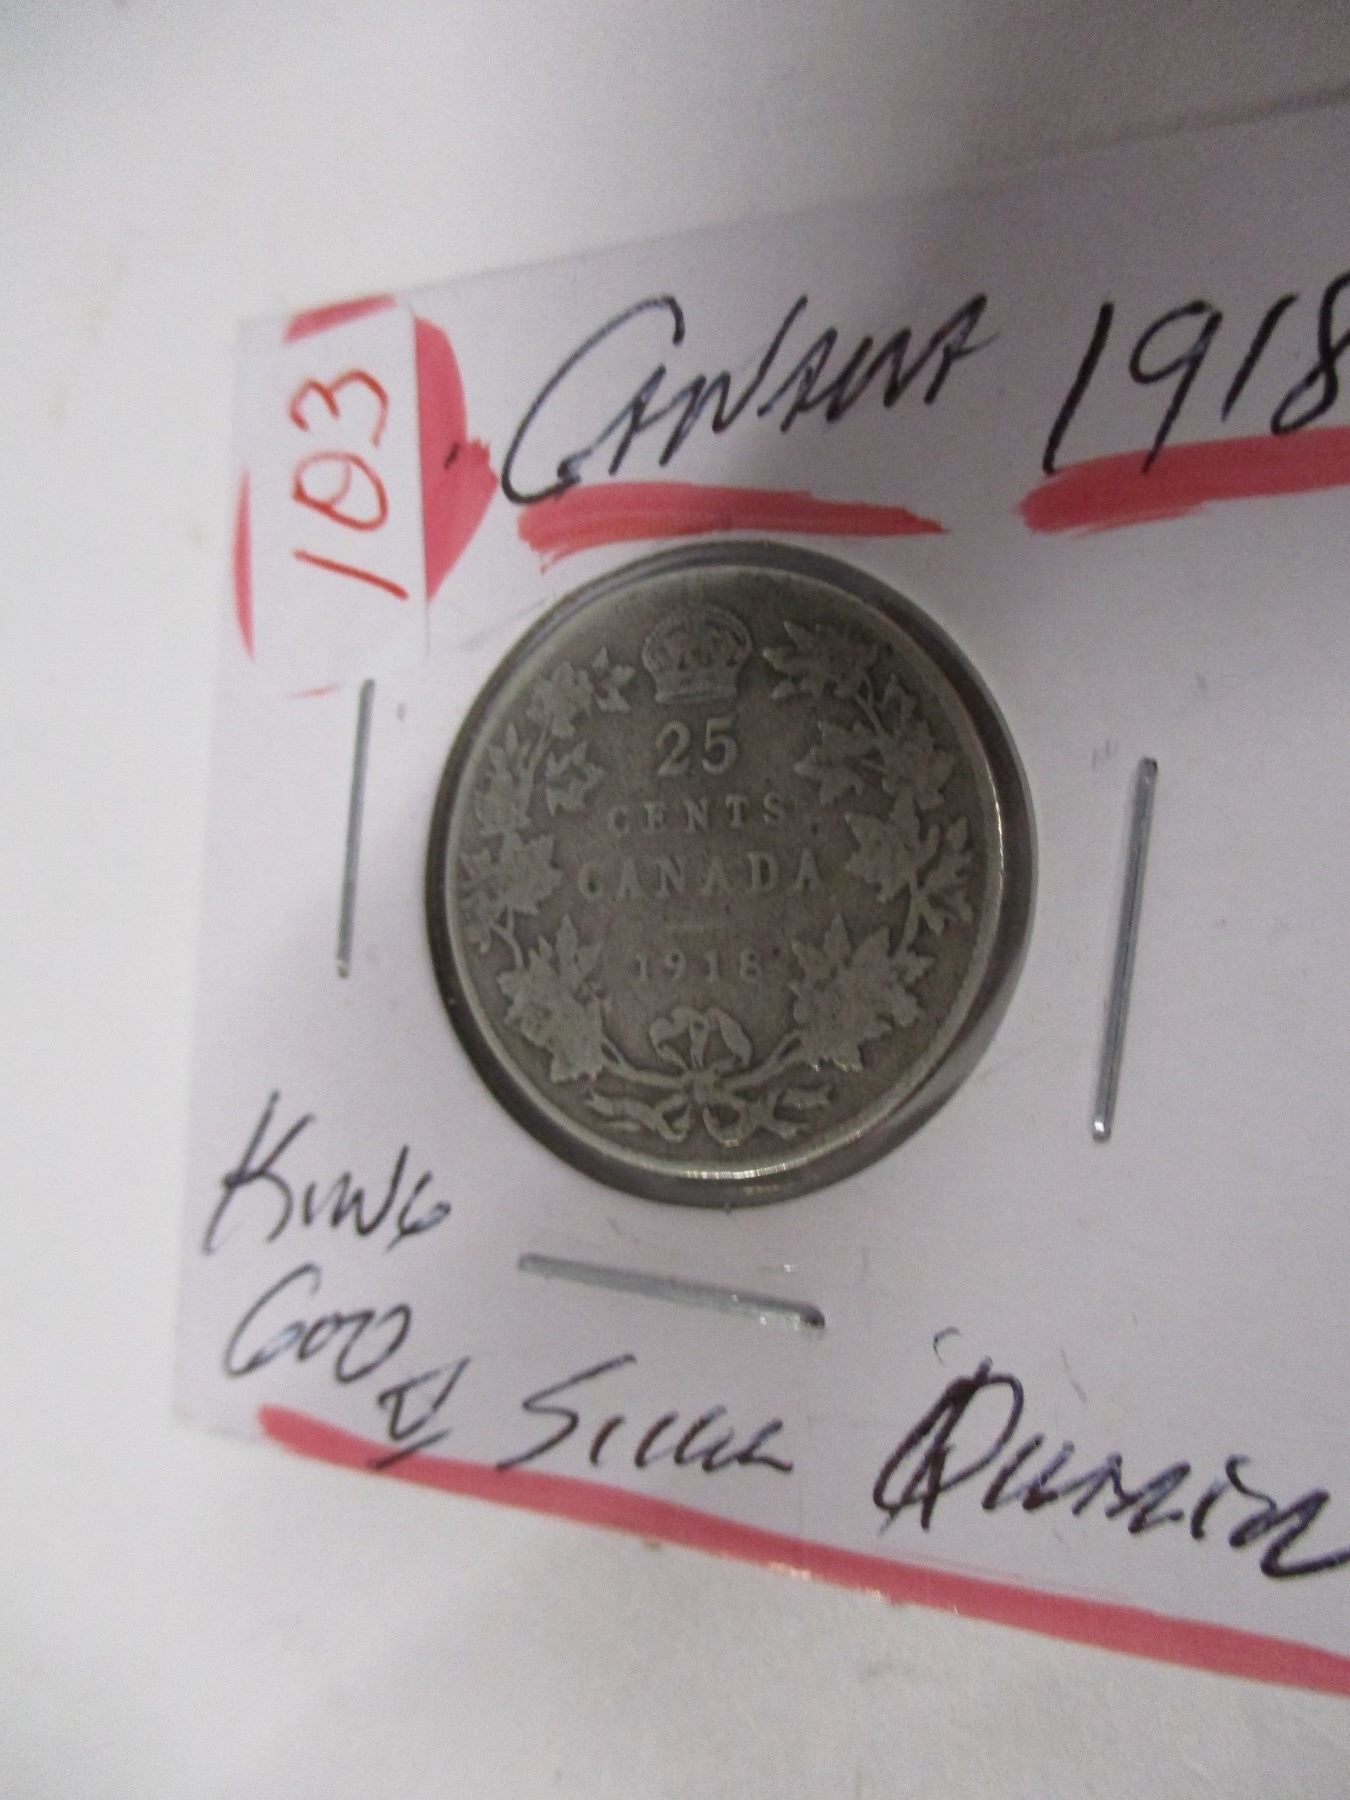 103
CANADA 1918
25
CENTS
CANADA
1918
KING
GEO
V SILVER QUARTER